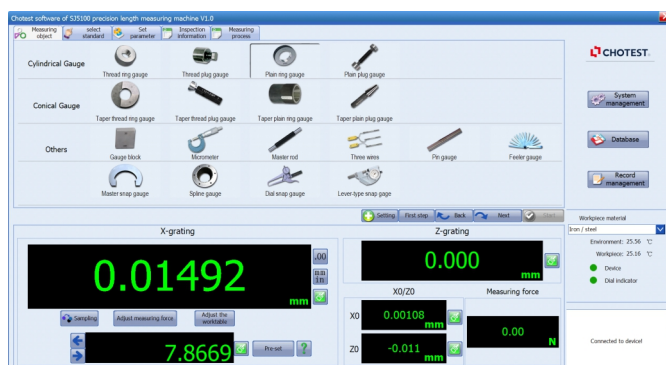 Chotest software of SJ5100 precision length measuring machine V1.0
Measuring object
select standard
Set parameter
Inspection information
Measuring process
CHOTEST.
Cylindrical Gauge
Thread ring gauge
Thread plug gauge
Plain ring gauge
Plain plug gauge
Conical Gauge
Taper thread ring gauge
Taper thread plug gauge
Taper plain ring gauge
Taper plain plug gauge
Others
Gauge block
Micrometer
Master rod
Three wires
Pin gauge
Feeler gauge
Master snap gauge
Spline gauge
Dial snap gauge
Lever-type snap gage
System management
Database
Record management
Setting
First step
Back
Next
Start
Workpiece material
Iron / steel
Environment: 25.56 ℃
Workpiece: 25.16 ℃
Device
Dial indicator
X-grating
0.01492
mm
.00
mm
in
Sampling
Adjust measuring force
Adjust the worktable
7.8669
Pre-set
?
Z-grating
0.000
mm
X0/Z0
Measuring force
X0
0.00108
mm
Z0
-0.011
mm
0.00
N
Connected to device!